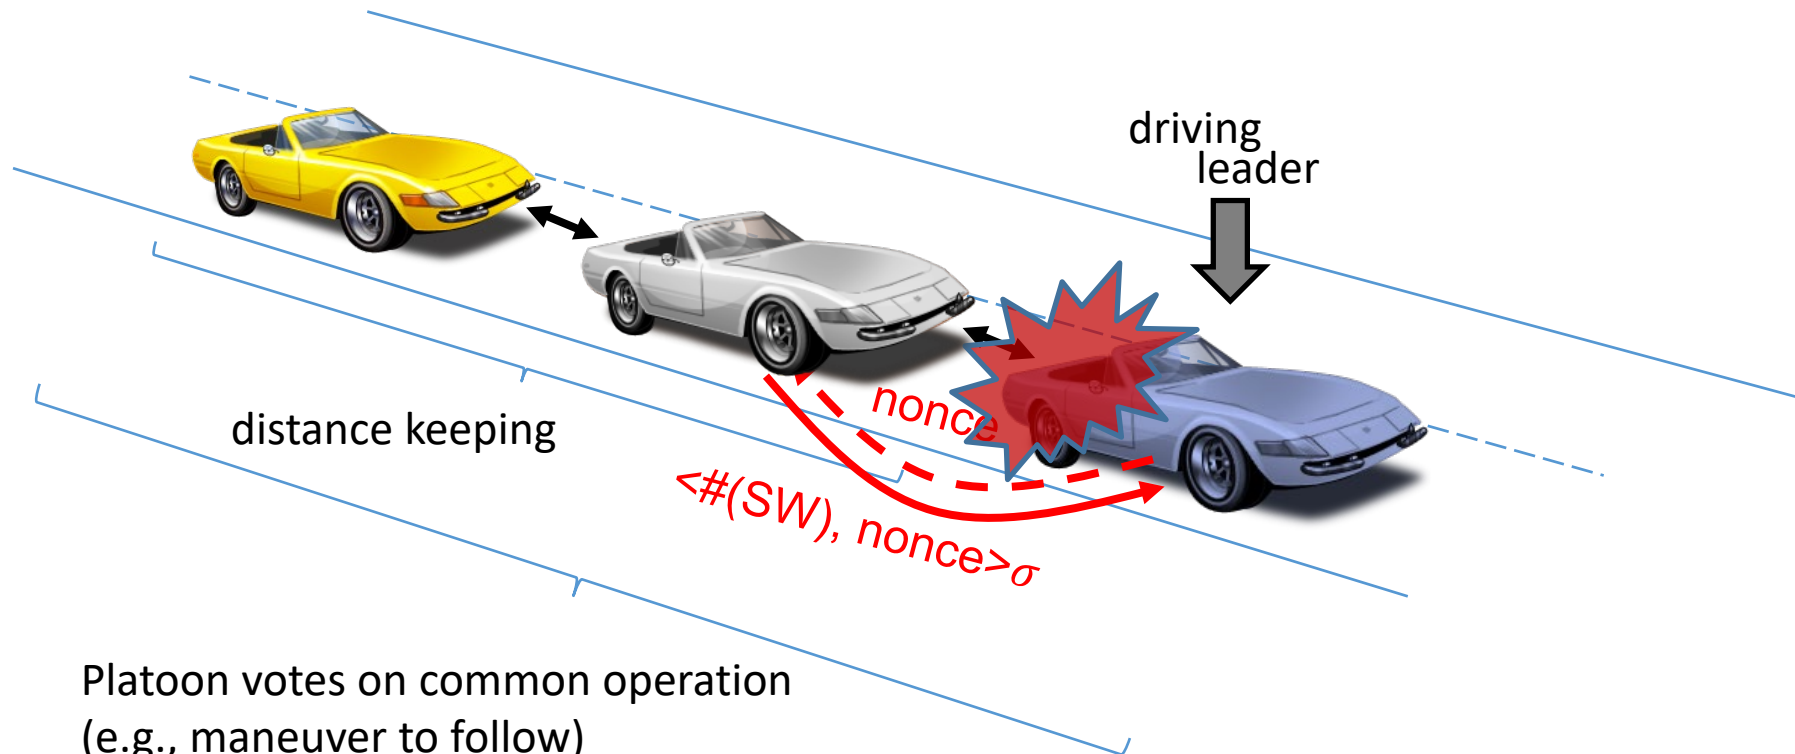 driving
leader
nonce
distance keeping
<#(SW), nonce>σ
Platoon votes on common operation
(e.g., maneuver to follow)